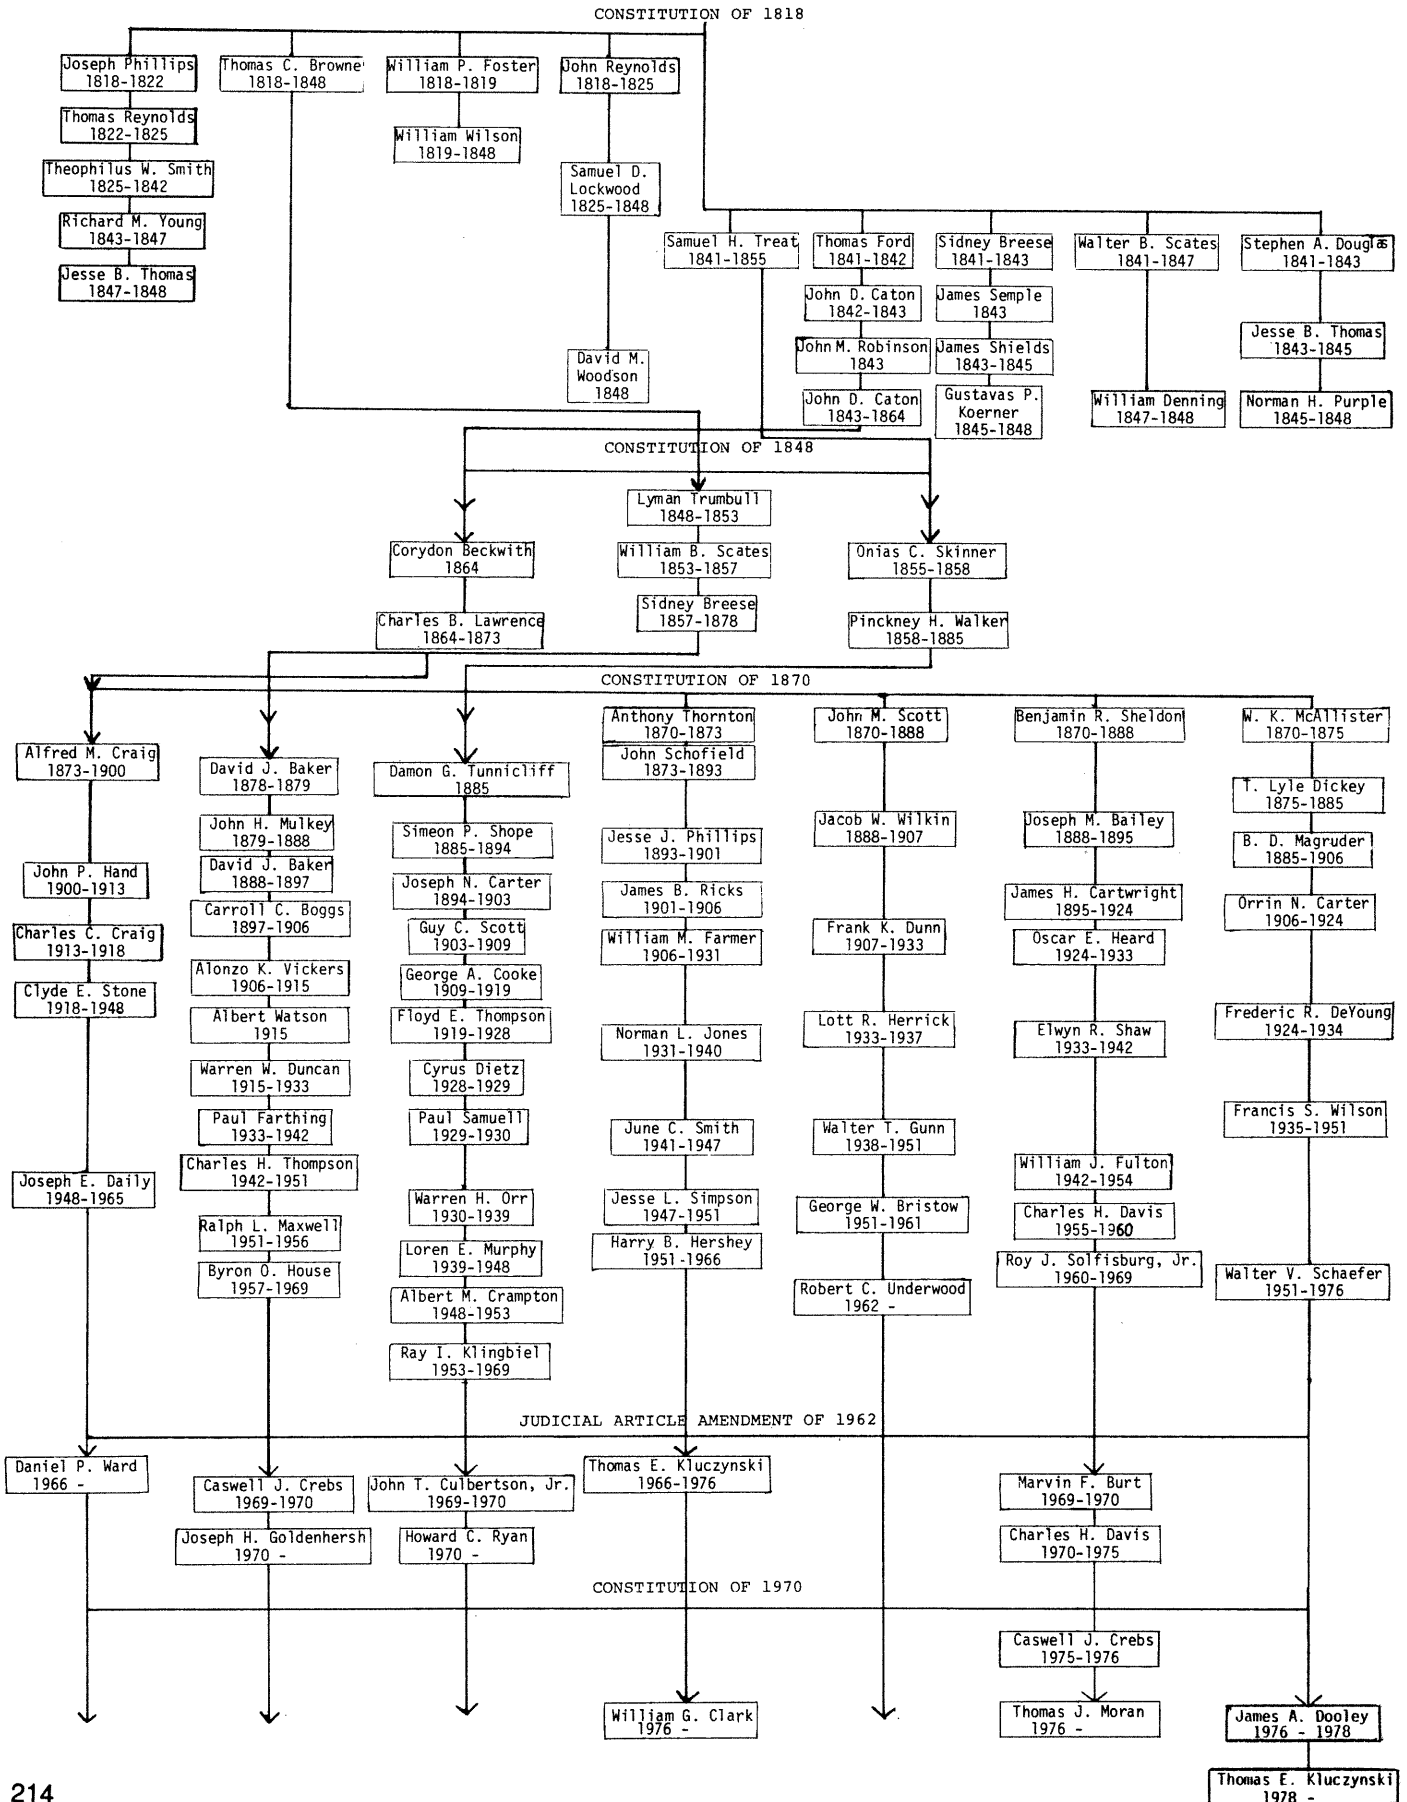 CONSTITUTION OF 1818
Joseph Phillips
1818-1822
Thomas C. Browne
1818-1848
William P. Foster
1818-1819
John Reynolds
1818-1825
Thomas Reynolds
1822-1825
William Wilson
1819-1848
Theophilus W. Smith
1825-1842
Samuel D.
Lockwood
1825-1848
Richard M. Young
1843-1847
Jesse B. Thomas
1847-1848
Samuel H. Treat
1841-1855
Thomas Ford
1841-1842
Sidney Breese
1841-1843
Walter B. Scates
1841-1847
Stephen A. Douglas
1841-1843
John D. Caton
1842-1843
James Semple
1843
John M. Robinson
1843
James Shields
1843-1845
Jesse B. Thomas
1843-1845
David M.
Woodson
1848
John D. Caton
1843-1864
Gustavas P.
Koerner
1845-1848
William Denning
1847-1848
Norman H. Purple
1845-1848
CONSTITUTION OF 1848
Lyman Trumbull
1848-1853
Corydon Beckwith
1864
William B. Scates
1853-1857
Onias C. Skinner
1855-1858
Charles B. Lawrence
1864-1873
Sidney Breese
1857-1878
Pinckney H. Walker
1858-1885
CONSTITUTION OF 1870
Alfred M. Craig
1873-1900
John P. Hand
1900-1913
Charles C. Craig
1913-1918
Clyde E. Stone
1918-1948
Joseph E. Daily
1948-1965
David J. Baker
1878-1879
John H. Mulkey
1879-1888
David J. Baker
1888-1897
Carroll C. Boggs
1897-1906
Alonzo K. Vickers
1906-1915
Albert Watson
1915
Warren W. Duncan
1915-1933
Paul Farthing
1933-1942
Charles H. Thompson
1942-1951
Ralph L. Maxwell
1951-1956
Byron O. House
1957-1969
Damon G. Tunnicliff
1885
Simeon P. Shope
1885-1894
Joseph N. Carter
1894-1903
Guy C. Scott
1903-1909
George A. Cooke
1909-1919
Floyd E. Thompson
1919-1928
Cyrus Dietz
1928-1929
Paul Samuell
1929-1930
Warren H. Orr
1930-1939
Loren E. Murphy
1939-1948
Albert M. Crampton
1948-1953
Ray I. Klingbiel
1953-1969
Anthony Thornton
1870-1873
John Schofield
1873-1893
Jesse J. Phillips
1893-1901
James B. Ricks
1901-1906
William M. Farmer
1906-1931
Norman L. Jones
1931-1940
June C. Smith
1941-1947
Jesse L. Simpson
1947-1951
Harry B. Hershey
1951-1966
John M. Scott
1870-1888
Jacob W. Wilkin
1888-1907
Frank K. Dunn
1907-1933
Lott R. Herrick
1933-1937
Walter T. Gunn
1938-1951
George W. Bristow
1951-1961
Robert C. Underwood
1962 -
Benjamin R. Sheldon
1870-1888
Joseph M. Bailey
1888-1895
James H. Cartwright
1895-1924
Oscar E. Heard
1924-1933
Elwyn R. Shaw
1933-1942
William J. Fulton
1942-1954
Charles H. Davis
1955-1960
Roy J. Solfisburg, Jr.
1960-1969
W. K. McAllister
1870-1875
T. Lyle Dickey
1875-1885
B. D. Magruder
1885-1906
Orrin N. Carter
1906-1924
Frederic R. DeYoung
1924-1934
Francis S. Wilson
1935-1951
Walter V. Schaefer
1951-1976
JUDICIAL ARTICLE AMENDMENT OF 1962
Daniel P. Ward
1966 -
Caswell J. Crebs
1969-1970
John T. Culbertson, Jr.
1969-1970
Thomas E. Kluczynski
1966-1976
Marvin F. Burt
1969-1970
Joseph H. Goldenhersh
1970 -
Howard C. Ryan
1970 -
Charles H. Davis
1970-1975
CONSTITUTION OF 1970
Caswell J. Crebs
1975-1976
William G. Clark
1976 -
Thomas J. Moran
1976 -
James A. Dooley
1976 - 1978
Thomas E. Kluczynski
1978 -
214